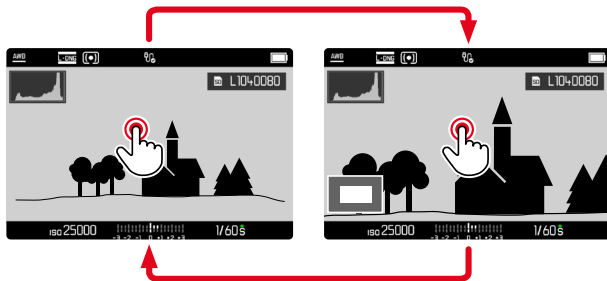 AWB L·DNG
L1040080
ISO 25000 -3 -2 -1 0 +1 +2 +3 1/60s
AWB L·DNG
L1040080
ISO 25000 -3 -2 -1 0 +1 +2 +3 1/60s